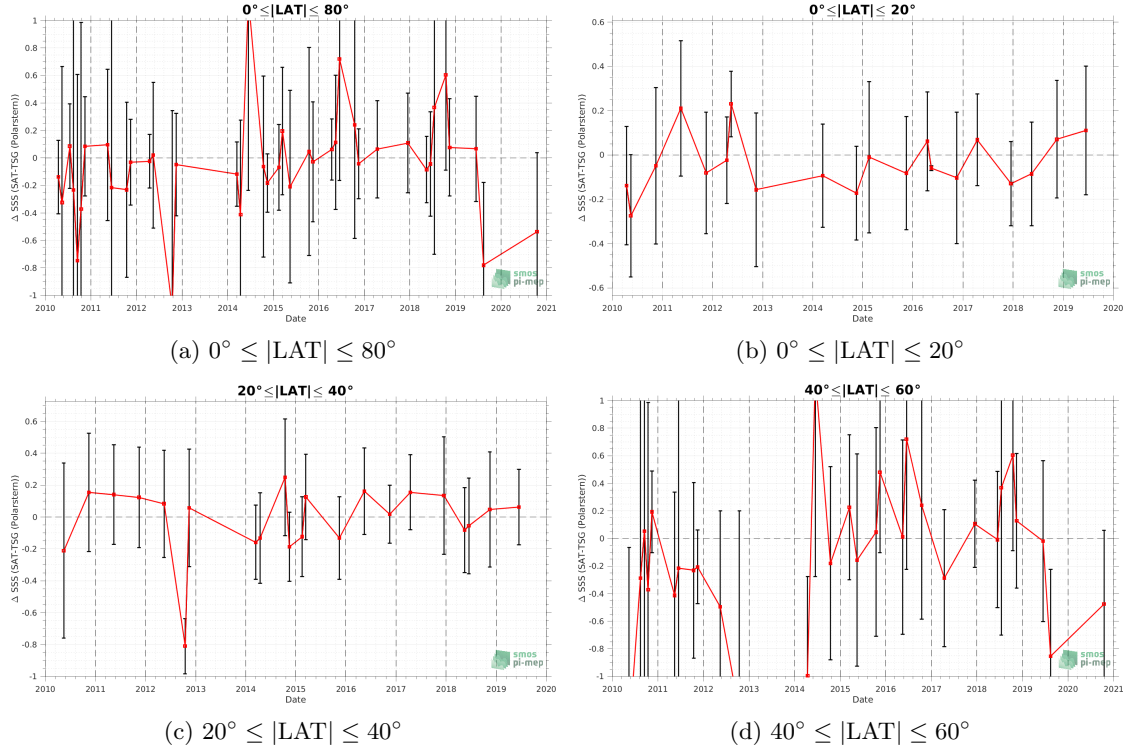 0°≤|LAT|≤ 80°
Δ SSS (SAT-TSG (Polarstern))
1
0.8
0.6
0.4
0.2
0
-0.2
-0.4
-0.6
-0.8
-1
2010 2011 2012 2013 2014 2015 2016 2017 2018 2019 2020 2021
Date
smos
pi-mep
(a) 0° ≤ |LAT| ≤ 80°
0°≤|LAT|≤ 20°
Δ SSS (SAT-TSG (Polarstern))
0.6
0.4
0.2
0
-0.2
-0.4
-0.6
2010 2011 2012 2013 2014 2015 2016 2017 2018 2019 2020
Date
smos
pi-mep
(b) 0° ≤ |LAT| ≤ 20°
20°≤|LAT|≤ 40°
Δ SSS (SAT-TSG (Polarstern))
0.6
0.4
0.2
0
-0.2
-0.4
-0.6
-0.8
-1
2010 2011 2012 2013 2014 2015 2016 2017 2018 2019 2020
Date
smos
pi-mep
(c) 20° ≤ |LAT| ≤ 40°
40°≤|LAT|≤ 60°
Δ SSS (SAT-TSG (Polarstern))
1
0.8
0.6
0.4
0.2
0
-0.2
-0.4
-0.6
-0.8
-1
2010 2011 2012 2013 2014 2015 2016 2017 2018 2019 2020 2021
Date
smos
pi-mep
(d) 40° ≤ |LAT| ≤ 60°